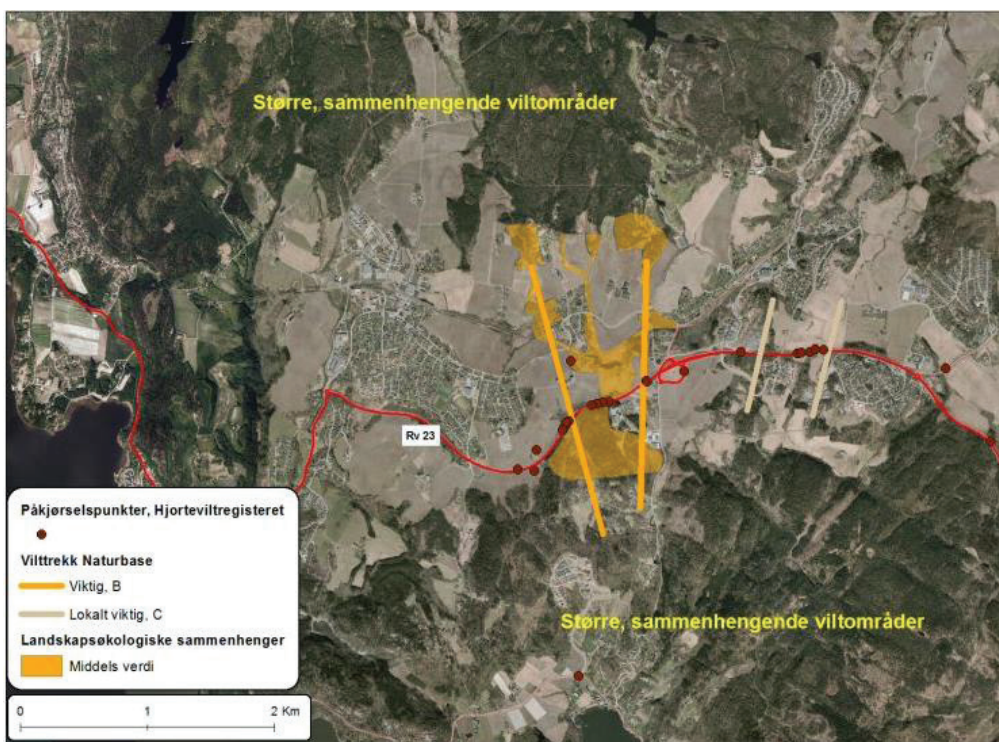 Større, sammenhengende viltområder
Rv 23
Påkjørselspunkter, Hjorteviltregisteret
Vilttrekk Naturbase
Viktig, B
Lokalt viktig, C
Landskapsøkologiske sammenhenger
Middels verdi
Større, sammenhengende viltområder
0 1 2 Km